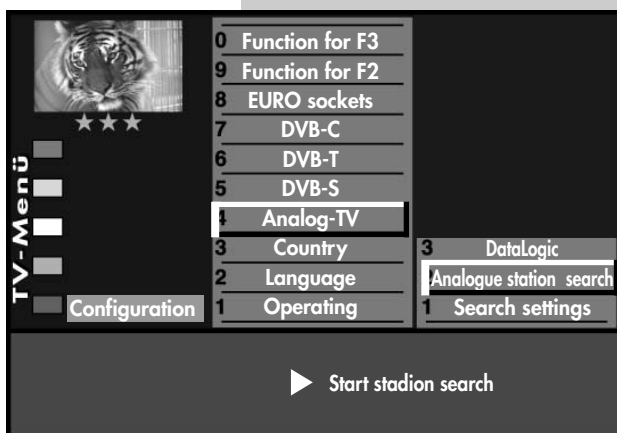 0 Function for F3
9 Function for F2
8 EURO sockets
7 DVB-C
6 DVB-T
5 DVB-S
4 Analog-TV
3 Country
2 Language
1 Operating
TV-Menü
Configuration
3 DataLogic
Analogue station search
1 Search settings
Start stadion search